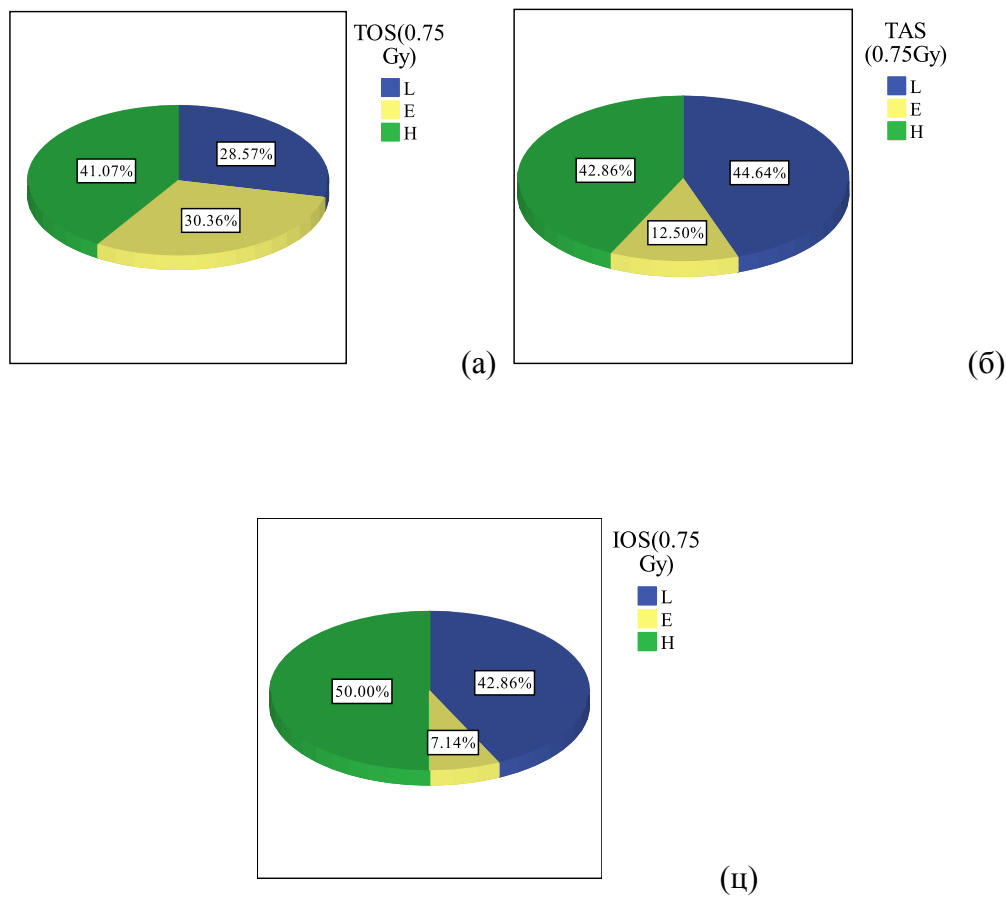 TOS(0.75
Gy)
L
E
H
28.57%
41.07%
30.36%
(а)
TAS
(0.75Gy)
L
E
H
42.86%
44.64%
12.50%
(б)
IOS(0.75
Gy)
L
E
H
42.86%
50.00%
7.14%
(ц)